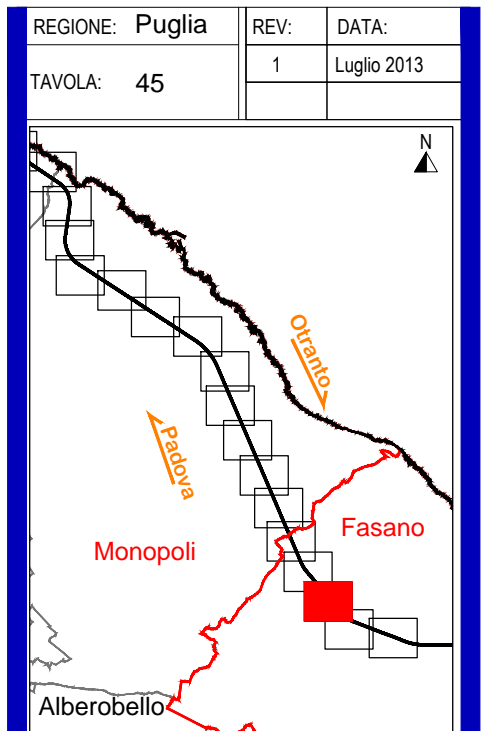 REGIONE: Puglia
REV: DATA:
1 Luglio 2013
TAVOLA: 45
N
Otranto
Padova
Fasano
Monopoli
Alberobello